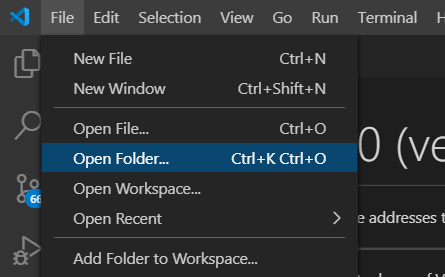 File Edit Selection View Go Run Terminal
New File Ctrl+N
New Window Ctrl+Shift+N
Open File... Ctrl+O
0 (ve
Open Folder... Ctrl+K Ctrl+O
Open Workspace...
66
Open Recent
e addresses t
Add Folder to Workspace...